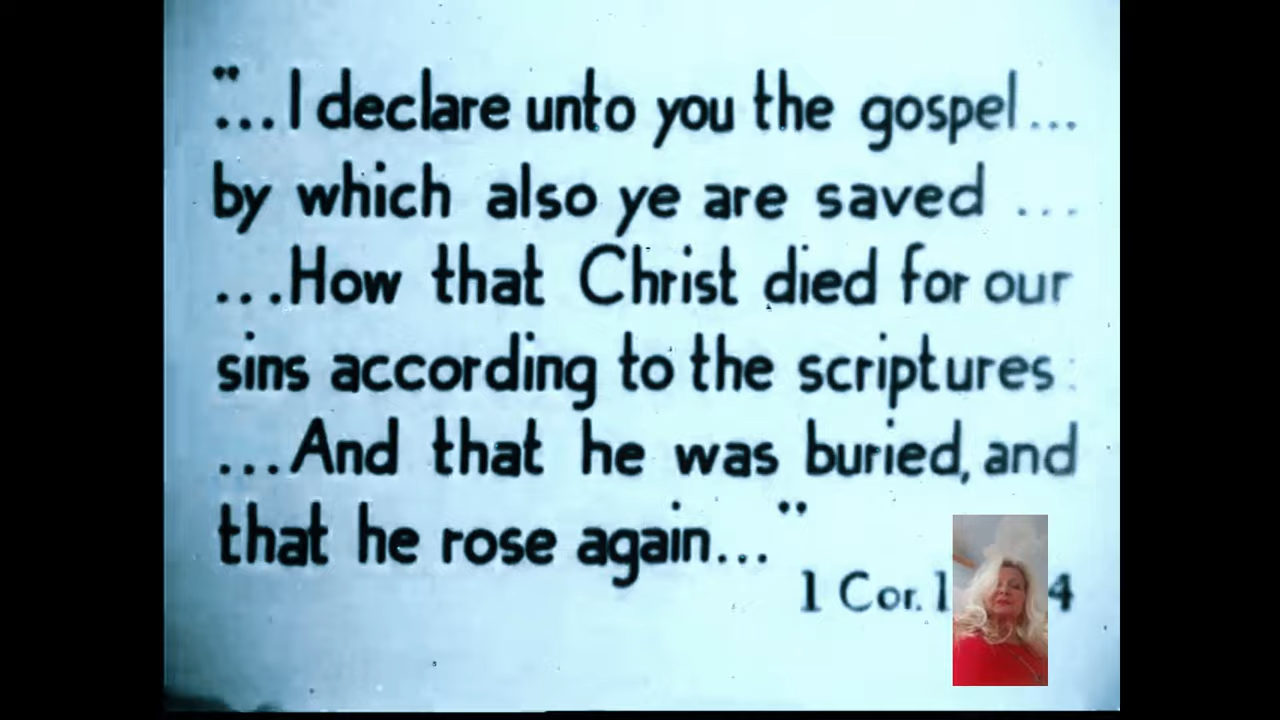 "...I declare unto you the gospel...
by which also ye are saved ...
...How that Christ died for our
sins according to the scriptures:
...And that he was buried, and
that he rose again..."
1 Cor. 1 4